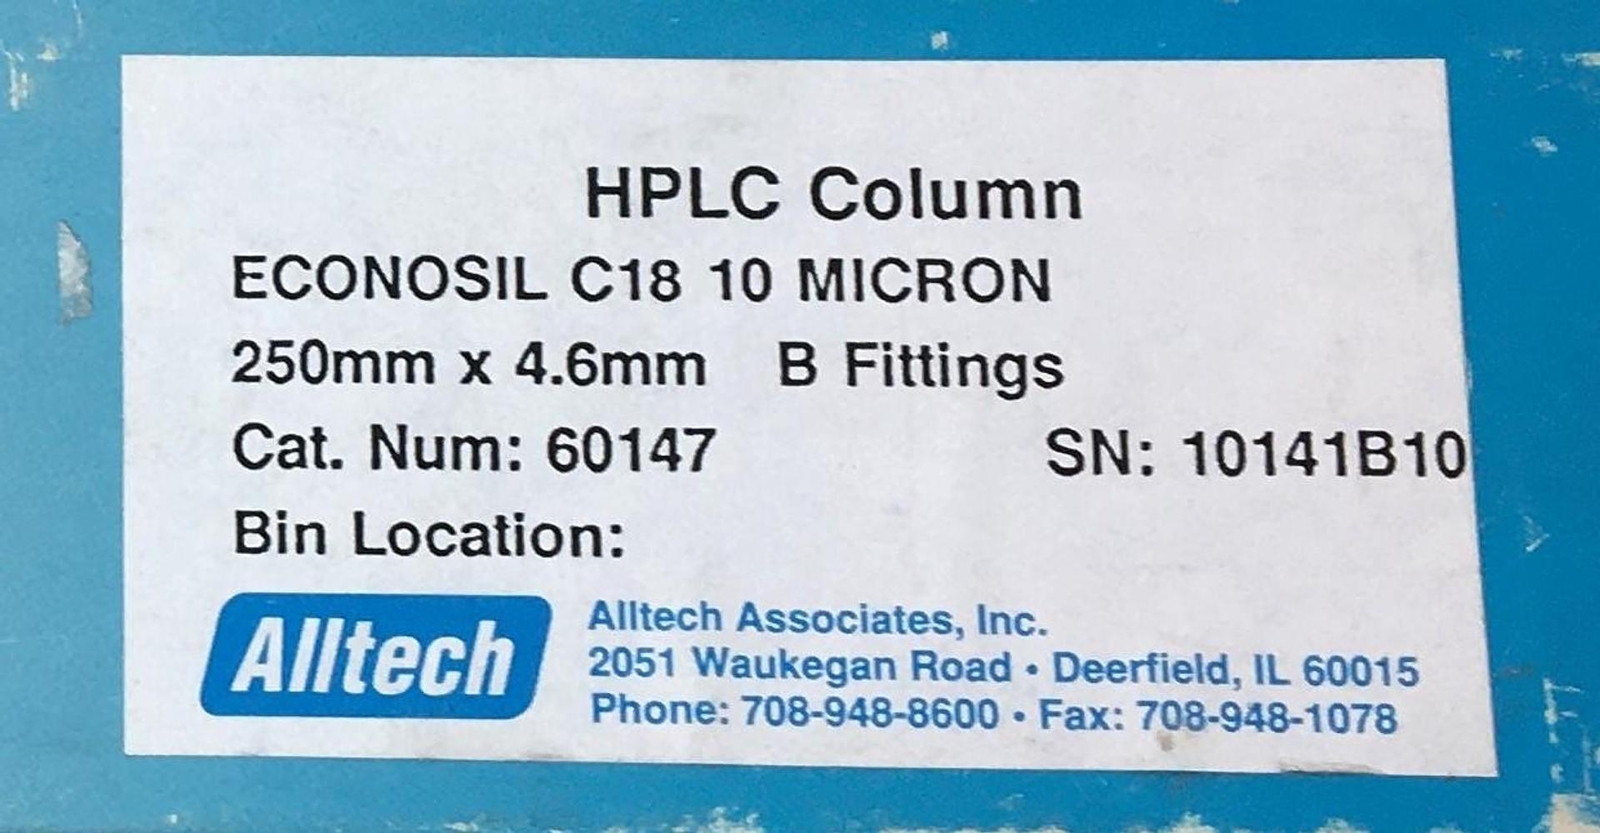 HPLC Column
ECONOSIL C18 10 MICRON
250mm x 4.6mm B Fittings
Cat. Num: 60147 SN: 10141B10
Bin Location:
Alltech
Alltech Associates, Inc.
2051 Waukegan Road • Deerfield, IL 60015
Phone: 708-948-8600 • Fax: 708-948-1078